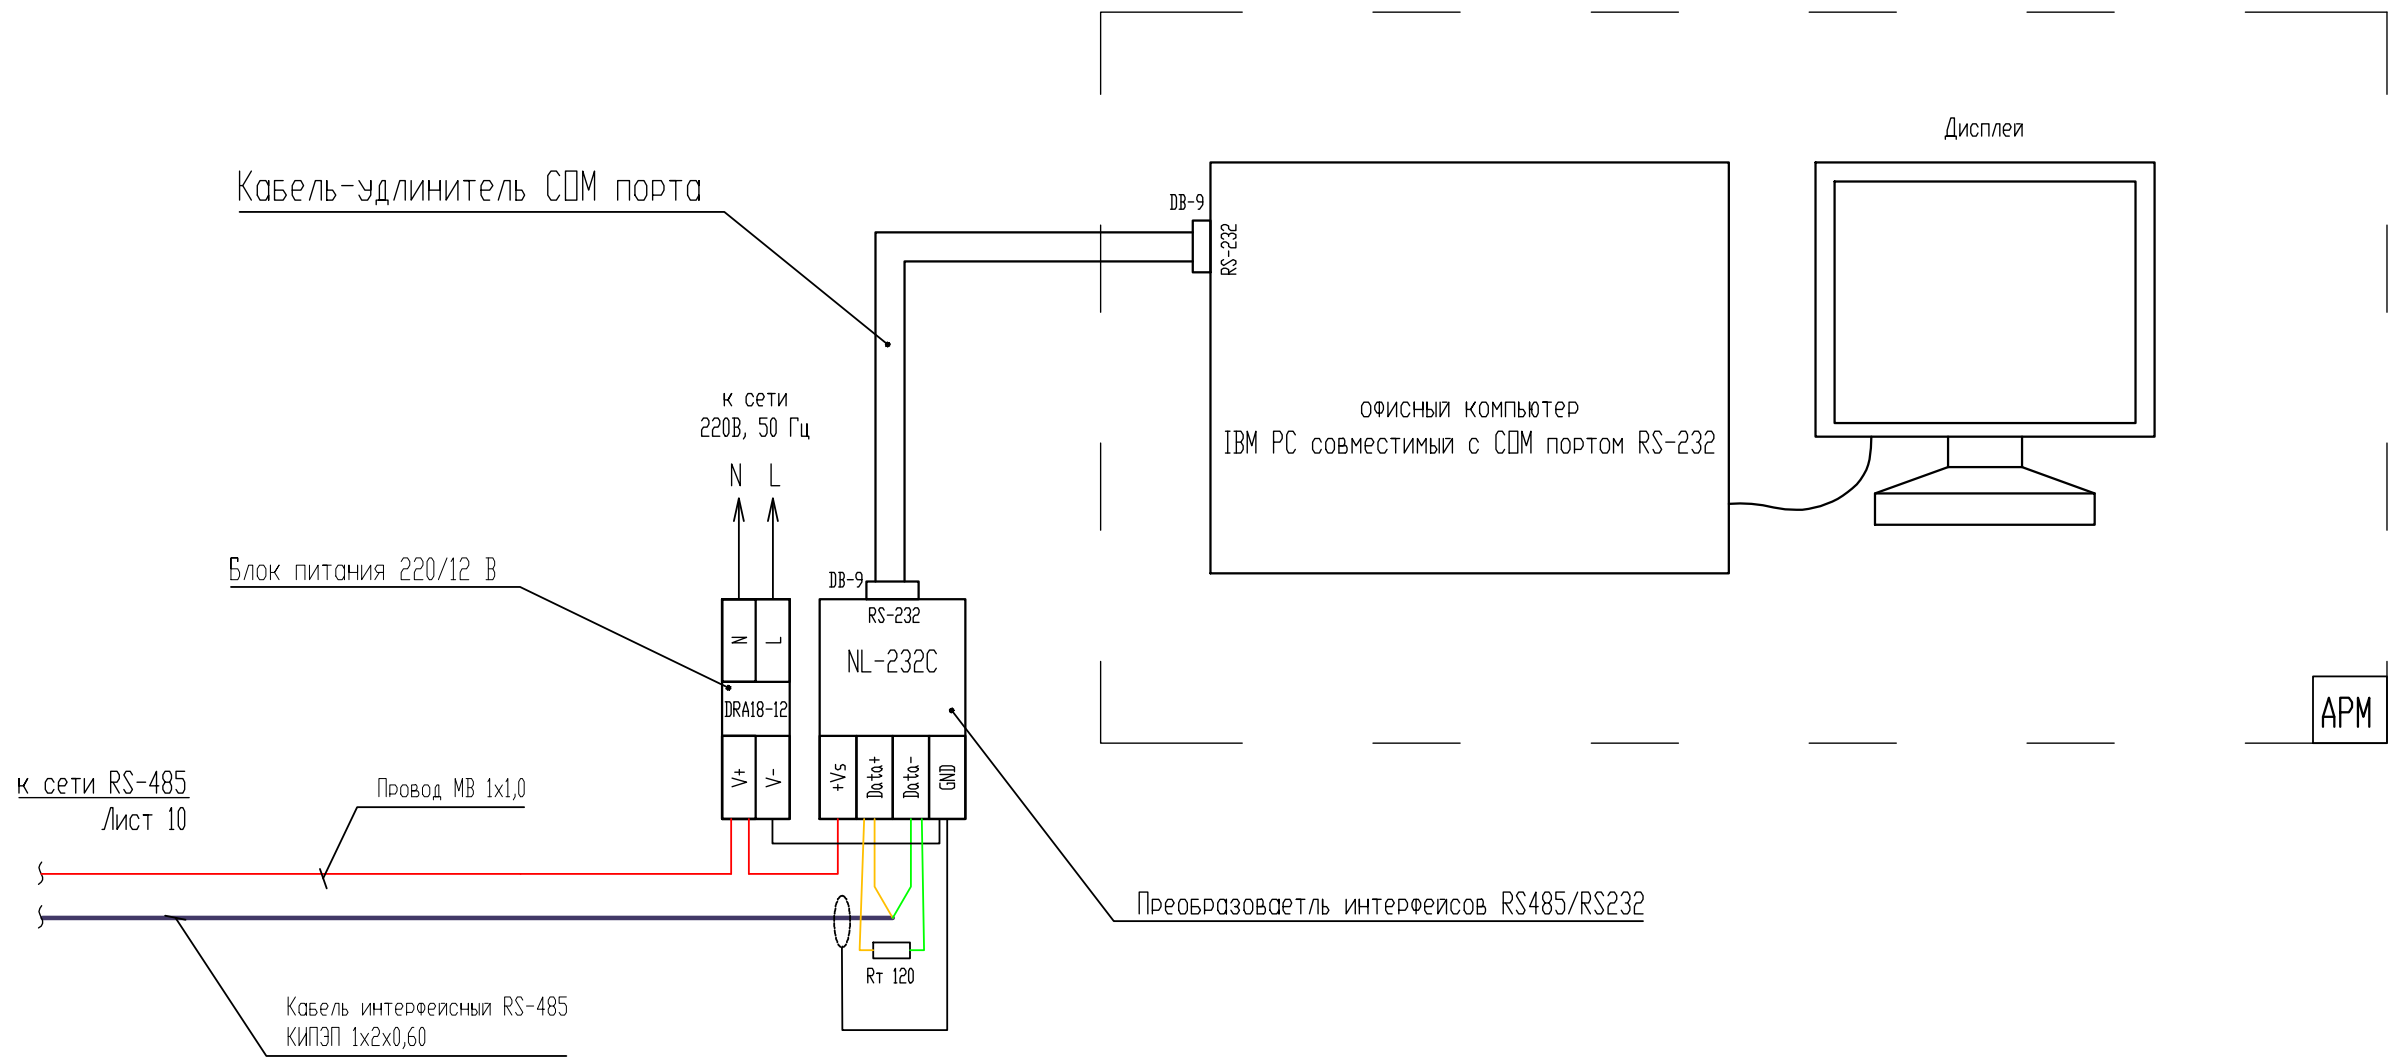 Дисплей
Кабель-удлинитель COM порта
DB-9
RS-232
к сети
220В, 50 Гц
N L
офисный компьютер
IBM PC совместимый с COM портом RS-232
Блок питания 220/12 В
DB-9
RS-232
N
L
NL-232C
DRA18-12
АРМ
V+
V-
+Vs
Data+
Data-
GND
к сети RS-485
Лист 10
Провод МВ 1x1,0
Преобразоваетль интерфейсов RS485/RS232
Rт 120
Кабель интерфейсный RS-485
КИПЭП 1x2x0,60